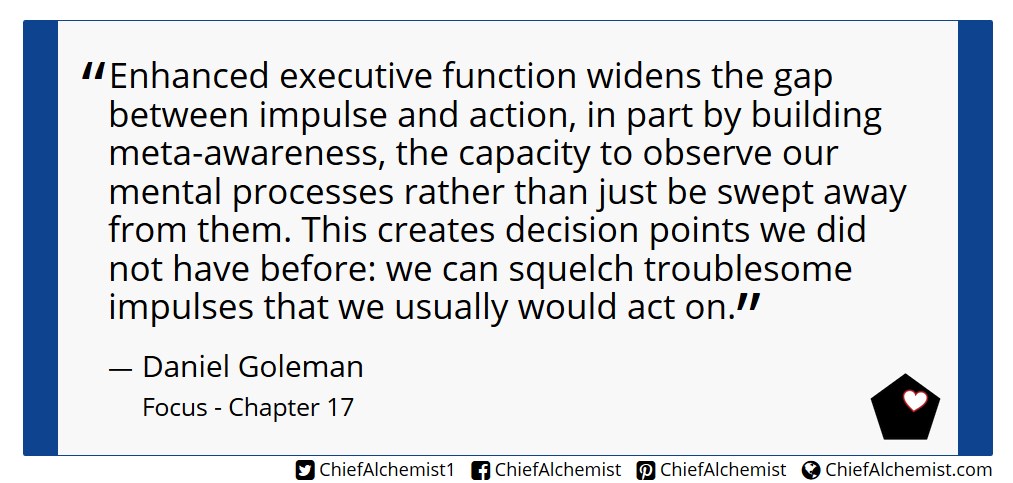 “Enhanced executive function widens the gap
between impulse and action, in part by building
meta-awareness, the capacity to observe our
mental processes rather than just be swept away
from them. This creates decision points we did
not have before: we can squelch troublesome
impulses that we usually would act on.”
— Daniel Goleman
Focus - Chapter 17
ChiefAlchemist1 ChiefAlchemist ChiefAlchemist ChiefAlchemist.com